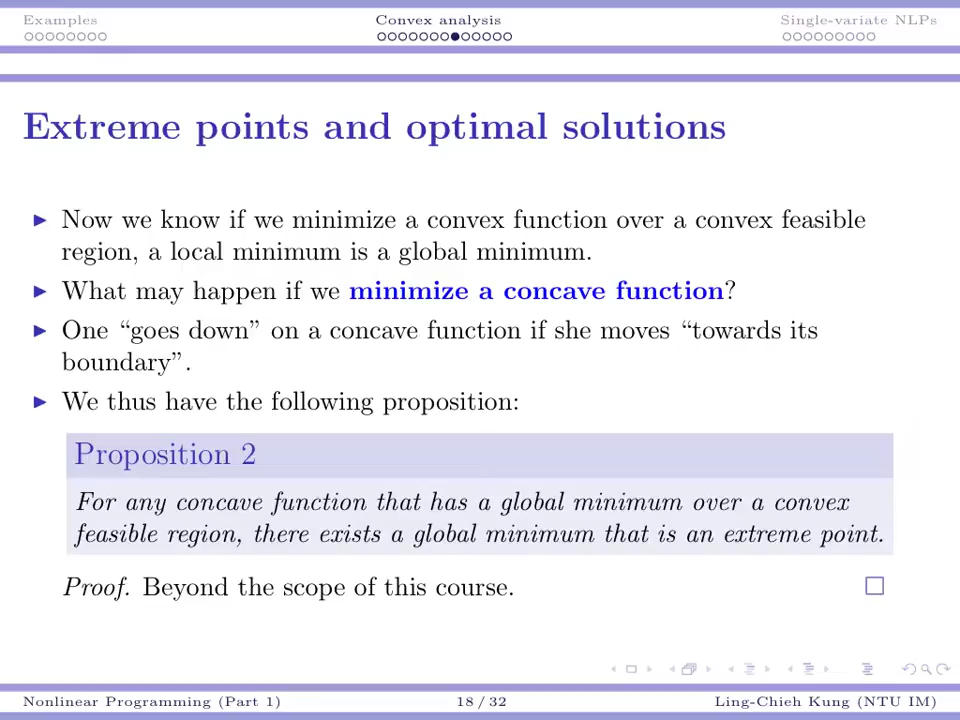 Examples Convex analysis Single-variate NLPs
Extreme points and optimal solutions
Now we know if we minimize a convex function over a convex feasible
region, a local minimum is a global minimum.
What may happen if we minimize a concave function?
One “goes down” on a concave function if she moves “towards its
boundary”.
We thus have the following proposition:
Proposition 2
For any concave function that has a global minimum over a convex
feasible region, there exists a global minimum that is an extreme point.
Proof. Beyond the scope of this course.
Nonlinear Programming (Part 1) 18 / 32 Ling-Chieh Kung (NTU IM)